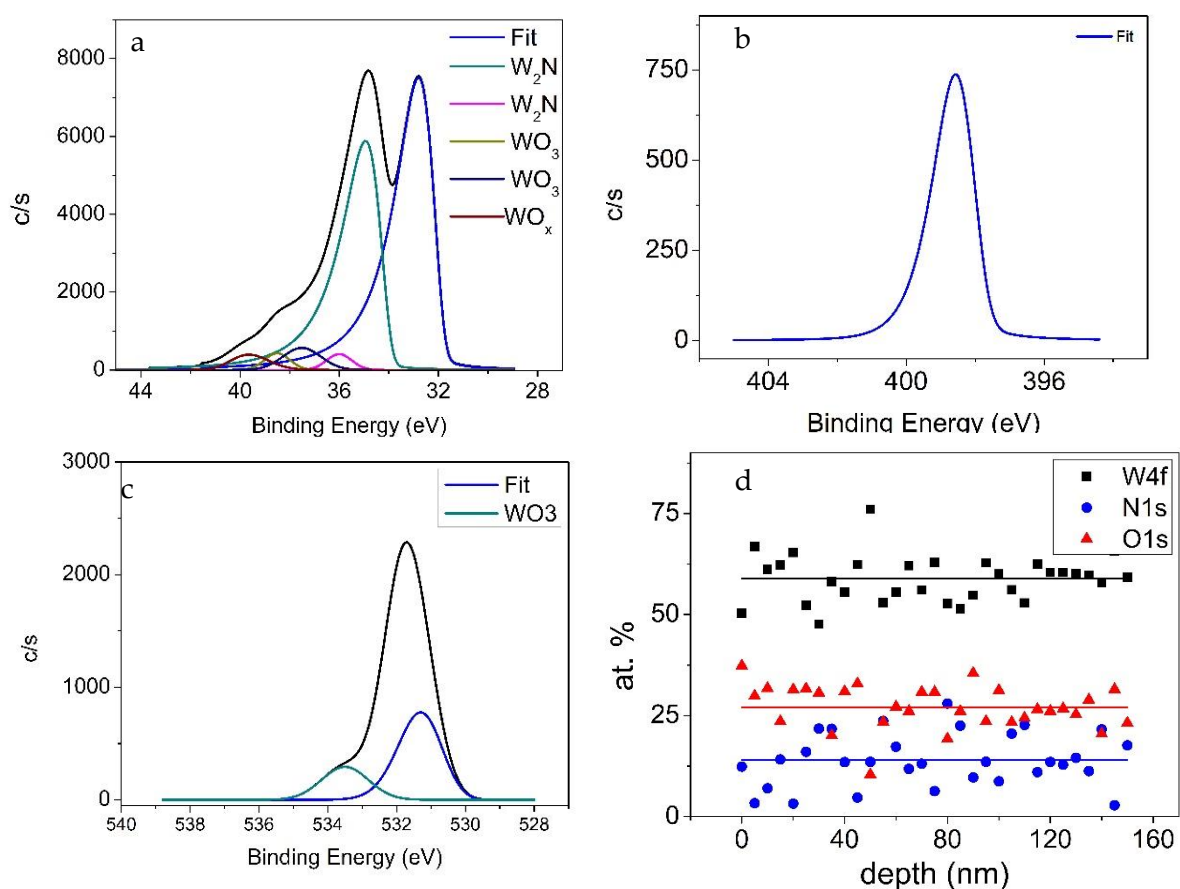 a
Fit
W₂N
W₂N
WO₃
WO₃
WOₓ
8000
6000
4000
2000
0
c/s
44 40 36 32 28
Binding Energy (eV)
b
Fit
750
500
250
0
c/s
404 400 396
Binding Energy (eV)
c
Fit
WO3
3000
2000
1000
0
c/s
540 538 536 534 532 530 528
Binding Energy (eV)
d
W4f
N1s
O1s
75
50
25
0
at. %
0 40 80 120 160
depth (nm)